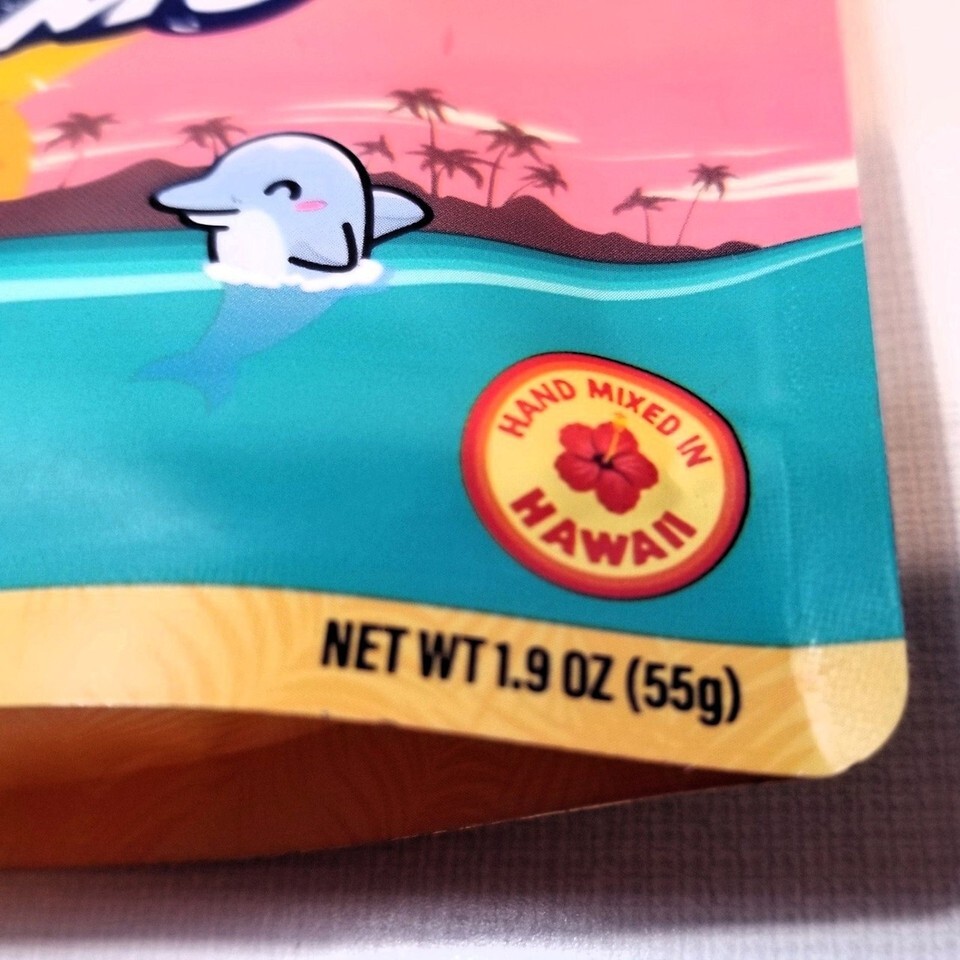 HAND MIXED IN
HAWAII
NET WT 1.9 OZ (55g)